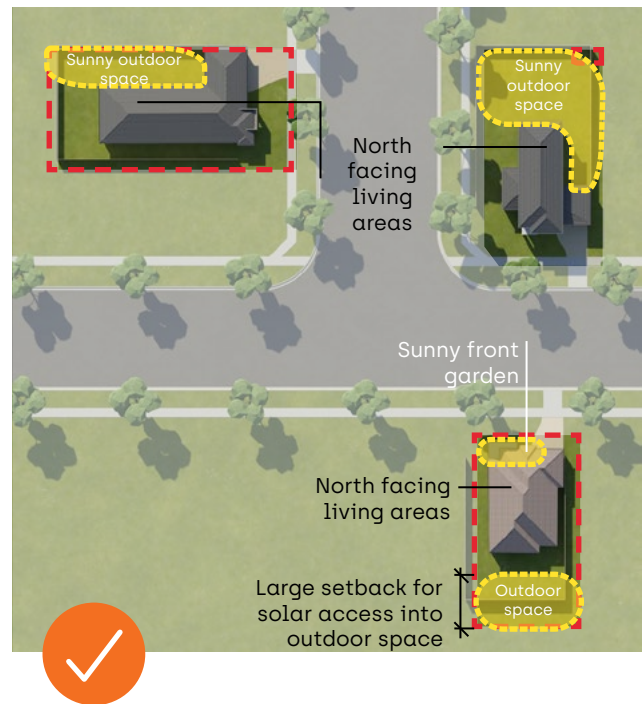 Sunny outdoor
space
Sunny
outdoor
space
North
facing
living
areas
Sunny front
garden
North facing
living areas
Large setback for
solar access into
outdoor space
Outdoor
space